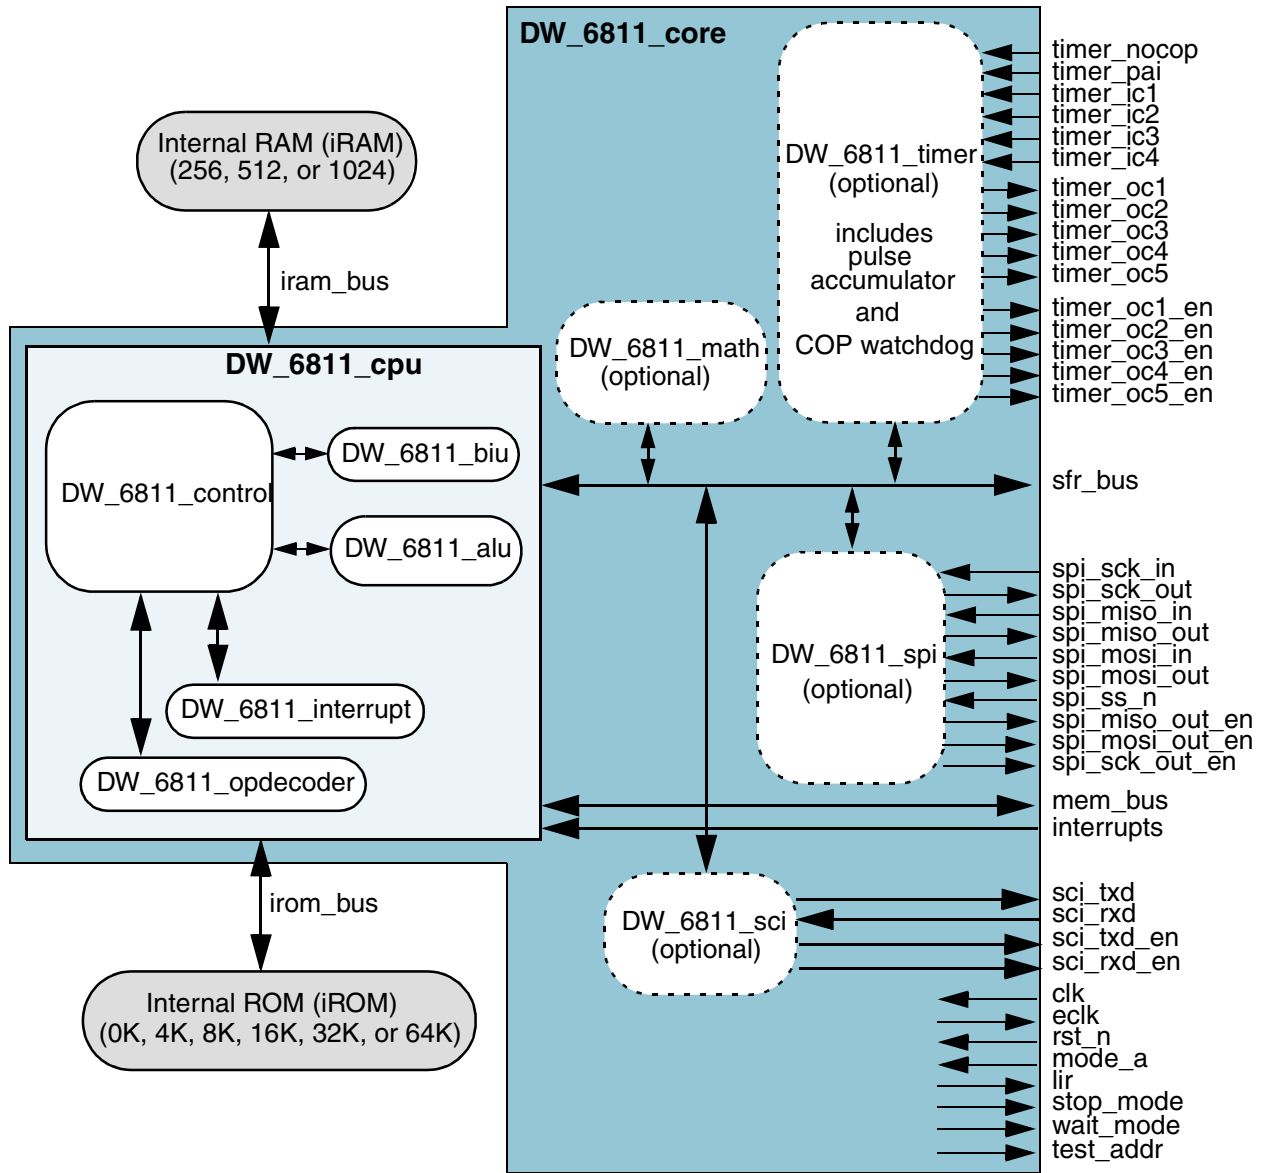 DW_6811_core
Internal RAM (iRAM)
(256, 512, or 1024)
iram_bus
DW_6811_cpu
DW_6811_control
DW_6811_biu
DW_6811_alu
DW_6811_interrupt
DW_6811_opdecoder
irom_bus
Internal ROM (iROM)
(0K, 4K, 8K, 16K, 32K, or 64K)
DW_6811_math
(optional)
DW_6811_timer
(optional)
includes
pulse
accumulator
and
COP watchdog
DW_6811_spi
(optional)
DW_6811_sci
(optional)
timer_nocop
timer_pai
timer_ic1
timer_ic2
timer_ic3
timer_ic4
timer_oc1
timer_oc2
timer_oc3
timer_oc4
timer_oc5
timer_oc1_en
timer_oc2_en
timer_oc3_en
timer_oc4_en
timer_oc5_en
sfr_bus
spi_sck_in
spi_sck_out
spi_miso_in
spi_miso_out
spi_mosi_in
spi_mosi_out
spi_ss_n
spi_miso_out_en
spi_mosi_out_en
spi_sck_out_en
mem_bus
interrupts
sci_txd
sci_rxd
sci_txd_en
sci_rxd_en
clk
eclk
rst_n
mode_a
lir
stop_mode
wait_mode
test_addr